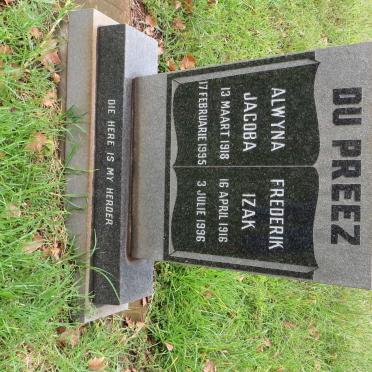 DU PREEZ
ALWYNA
JACOBA
13 MAART 1918
17 FEBRUARIE 1995
FREDERIK
IZAK
16 APRIL 1916
3 JULIE 1996
DIE HERE IS MY HERDER